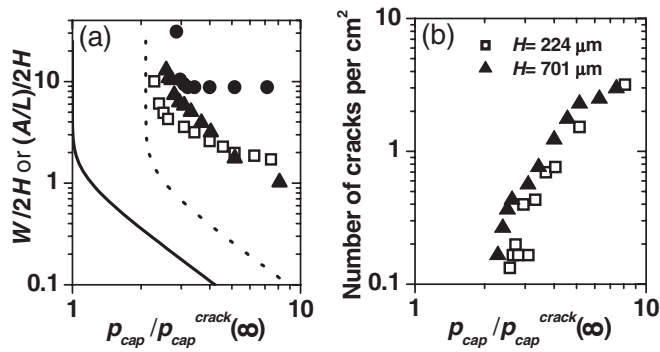 (a)
W/2H or (A/L)/2H
10
1
0.1
1
10
p_cap/p_cap^crack(∞)
(b)
H= 224 μm
H= 701 μm
Number of cracks per cm²
10
1
0.1
1
10
p_cap/p_cap^crack(∞)